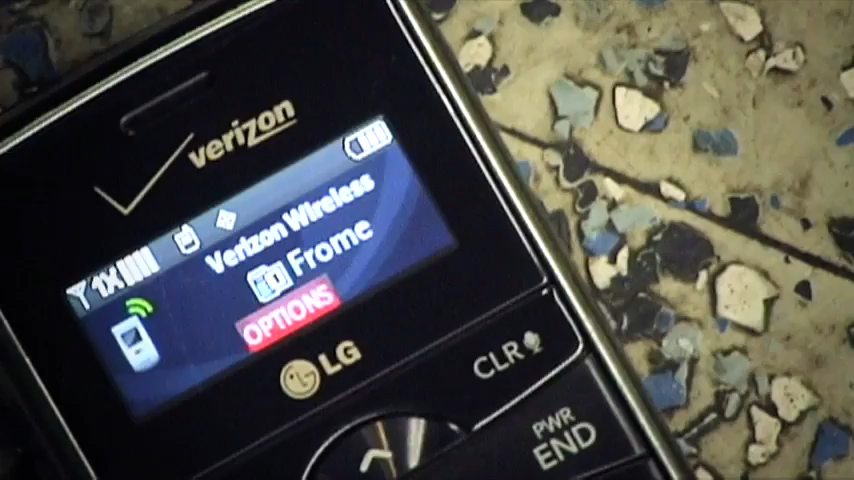 verizon
1X
Verizon Wireless
Frome
OPTIONS
LG
CLR
PWR
END